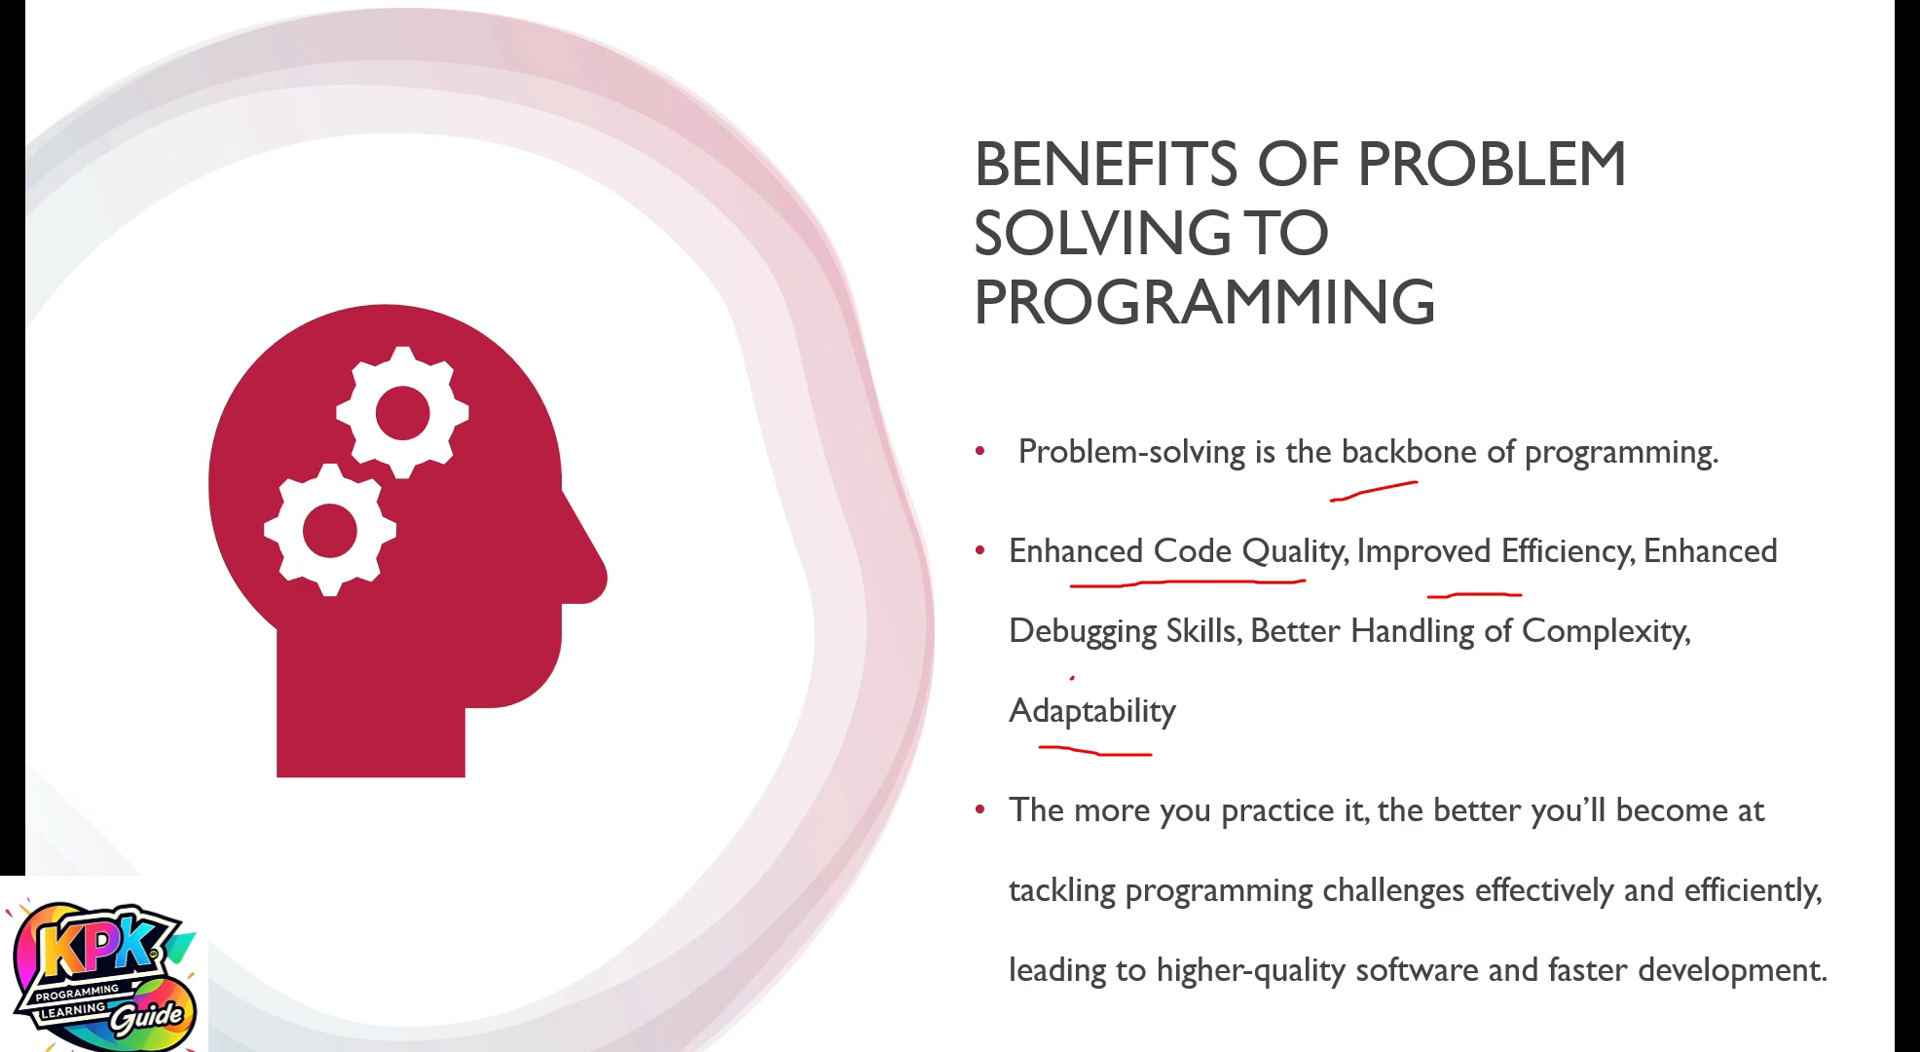 BENEFITS OF PROBLEM
SOLVING TO
PROGRAMMING
• Problem-solving is the backbone of programming.
• Enhanced Code Quality, Improved Efficiency, Enhanced
Debugging Skills, Better Handling of Complexity,
Adaptability
• The more you practice it, the better you’ll become at
tackling programming challenges effectively and efficiently,
leading to higher-quality software and faster development.
KPK
PROGRAMMING
LEARNING
Guide